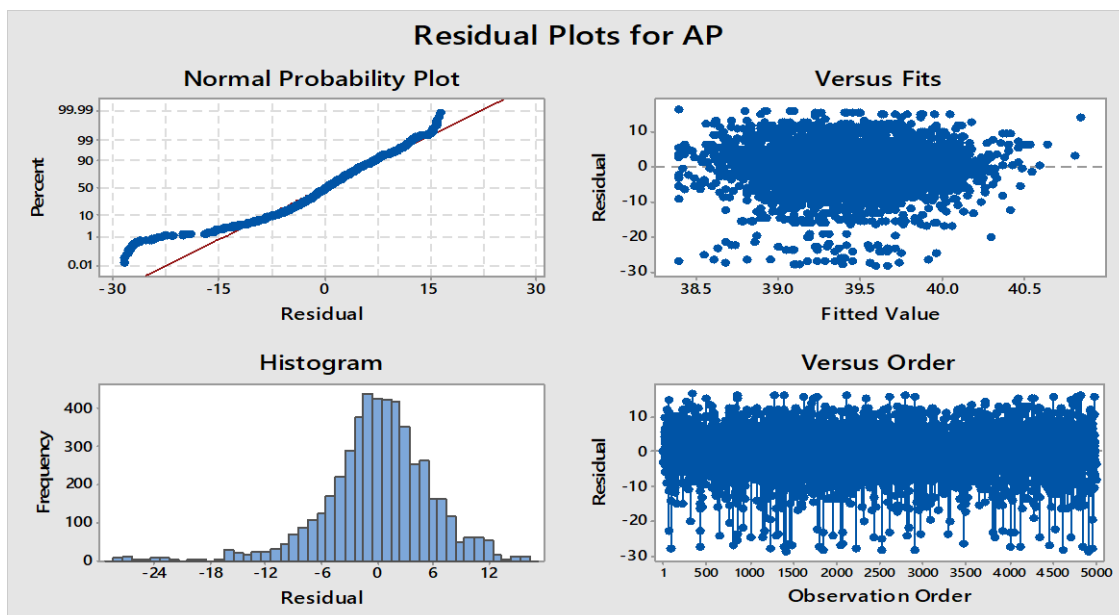 Residual Plots for AP
Normal Probability Plot
Percent
99.99
99
90
50
10
1
0.01
-30 -15 0 15 30
Residual
Versus Fits
Residual
10
0
-10
-20
-30
38.5 39.0 39.5 40.0 40.5
Fitted Value
Histogram
Frequency
400
300
200
100
0
-24 -18 -12 -6 0 6 12
Residual
Versus Order
Residual
10
0
-10
-20
-30
1 500 1000 1500 2000 2500 3000 3500 4000 4500 5000
Observation Order